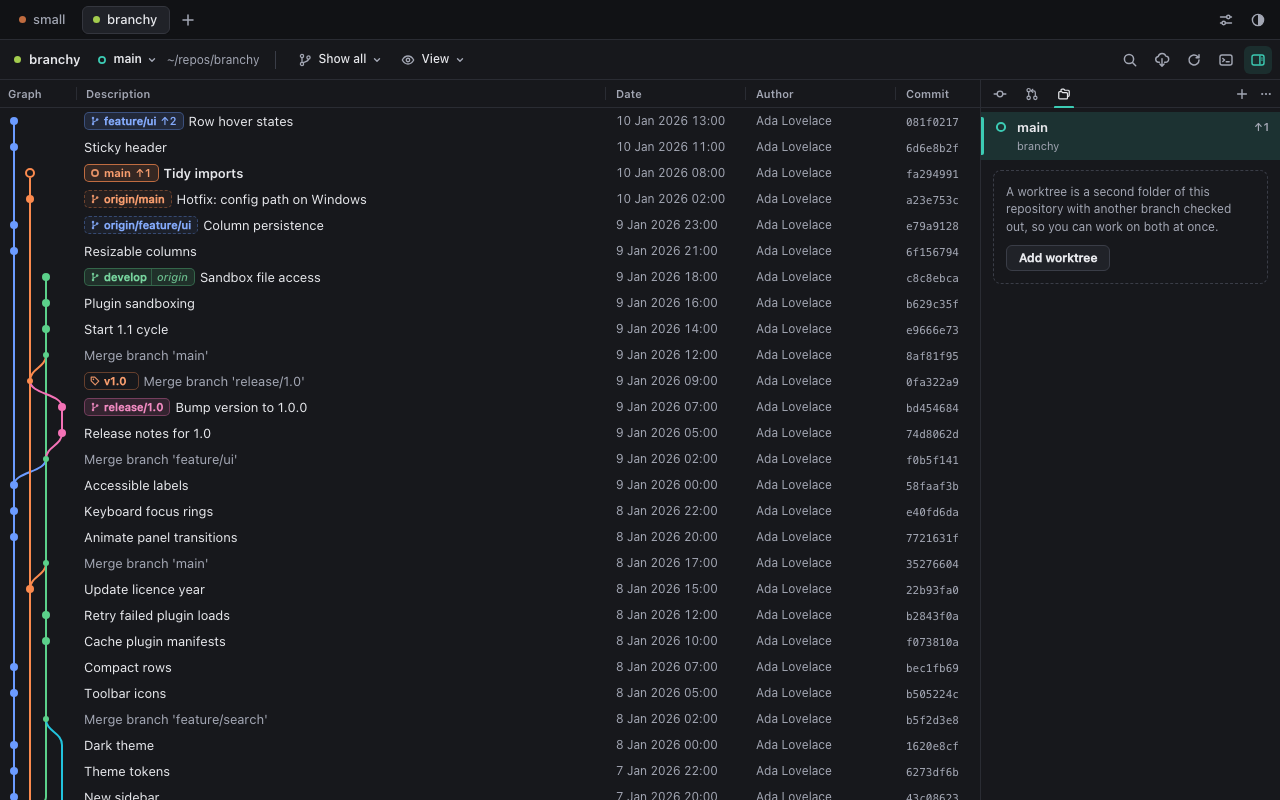 small branchy
branchy main ~/repos/branchy Show all View
Graph Description Date Author Commit
feature/ui ↑2 Row hover states 10 Jan 2026 13:00 Ada Lovelace 081f0217
Sticky header 10 Jan 2026 11:00 Ada Lovelace 6d6e8b2f
main ↑1 Tidy imports 10 Jan 2026 08:00 Ada Lovelace fa294991
origin/main Hotfix: config path on Windows 10 Jan 2026 02:00 Ada Lovelace a23e753c
origin/feature/ui Column persistence 9 Jan 2026 23:00 Ada Lovelace e79a9128
Resizable columns 9 Jan 2026 21:00 Ada Lovelace 6f156794
develop origin Sandbox file access 9 Jan 2026 18:00 Ada Lovelace c8c8ebca
Plugin sandboxing 9 Jan 2026 16:00 Ada Lovelace b629c35f
Start 1.1 cycle 9 Jan 2026 14:00 Ada Lovelace e9666e73
Merge branch 'main' 9 Jan 2026 12:00 Ada Lovelace 8af81f95
v1.0 Merge branch 'release/1.0' 9 Jan 2026 09:00 Ada Lovelace 0fa322a9
release/1.0 Bump version to 1.0.0 9 Jan 2026 07:00 Ada Lovelace bd454684
Release notes for 1.0 9 Jan 2026 05:00 Ada Lovelace 74d8062d
Merge branch 'feature/ui' 9 Jan 2026 02:00 Ada Lovelace f0b5f141
Accessible labels 9 Jan 2026 00:00 Ada Lovelace 58faaf3b
Keyboard focus rings 8 Jan 2026 22:00 Ada Lovelace e40fd6da
Animate panel transitions 8 Jan 2026 20:00 Ada Lovelace 7721631f
Merge branch 'main' 8 Jan 2026 17:00 Ada Lovelace 35276604
Update licence year 8 Jan 2026 15:00 Ada Lovelace 22b93fa0
Retry failed plugin loads 8 Jan 2026 12:00 Ada Lovelace b2843f0a
Cache plugin manifests 8 Jan 2026 10:00 Ada Lovelace f073810a
Compact rows 8 Jan 2026 07:00 Ada Lovelace bec1fb69
Toolbar icons 8 Jan 2026 05:00 Ada Lovelace b505224c
Merge branch 'feature/search' 8 Jan 2026 02:00 Ada Lovelace b5f2d3e8
Dark theme 8 Jan 2026 00:00 Ada Lovelace 1620e8cf
Theme tokens 7 Jan 2026 22:00 Ada Lovelace 6273df6b
New sidebar 7 Jan 2026 20:00 Ada Lovelace 43c08623
main ↑1
branchy
A worktree is a second folder of this
repository with another branch checked
out, so you can work on both at once.
Add worktree